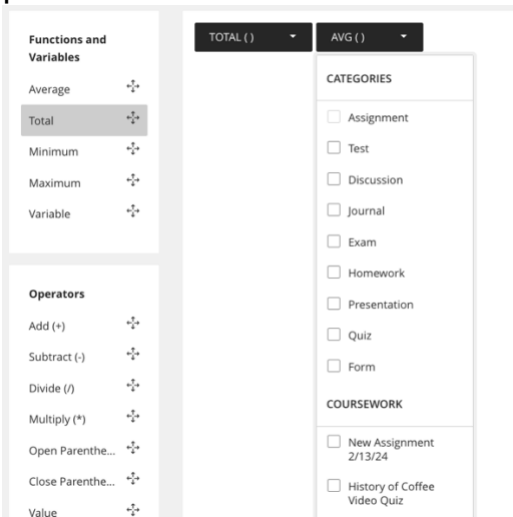 Functions and
Variables
Average
Total
Minimum
Maximum
Variable
Operators
Add (+)
Subtract (-)
Divide (/)
Multiply (*)
Open Parenthe...
Close Parenthe...
Value
TOTAL ( )
AVG ( )
CATEGORIES
Assignment
Test
Discussion
Journal
Exam
Homework
Presentation
Quiz
Form
COURSEWORK
New Assignment
2/13/24
History of Coffee
Video Quiz